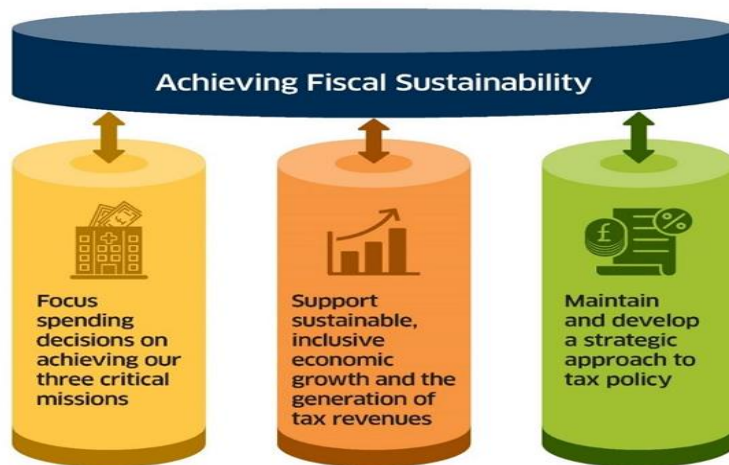 Achieving Fiscal Sustainability
Focus
spending
decisions on
achieving our
three critical
missions
Support
sustainable,
inclusive
economic
growth and the
generation of
tax revenues
£
%
Maintain
and develop
a strategic
approach to
tax policy